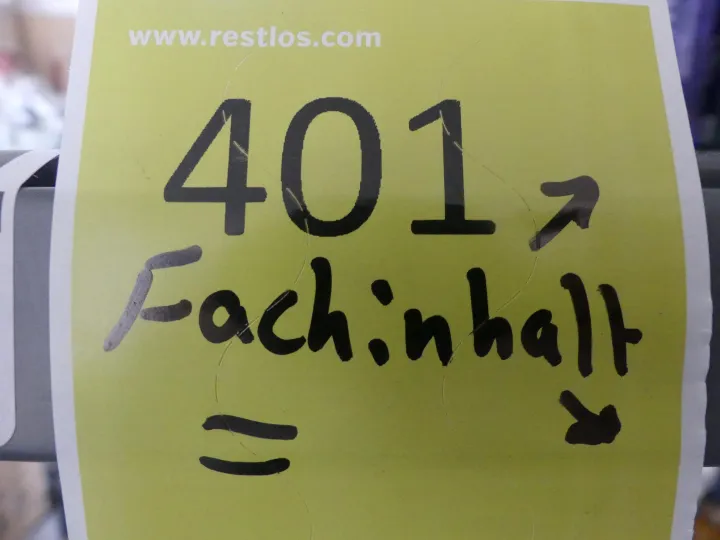 www.restlos.com
401 ↗
Fachinhalt
= ↘